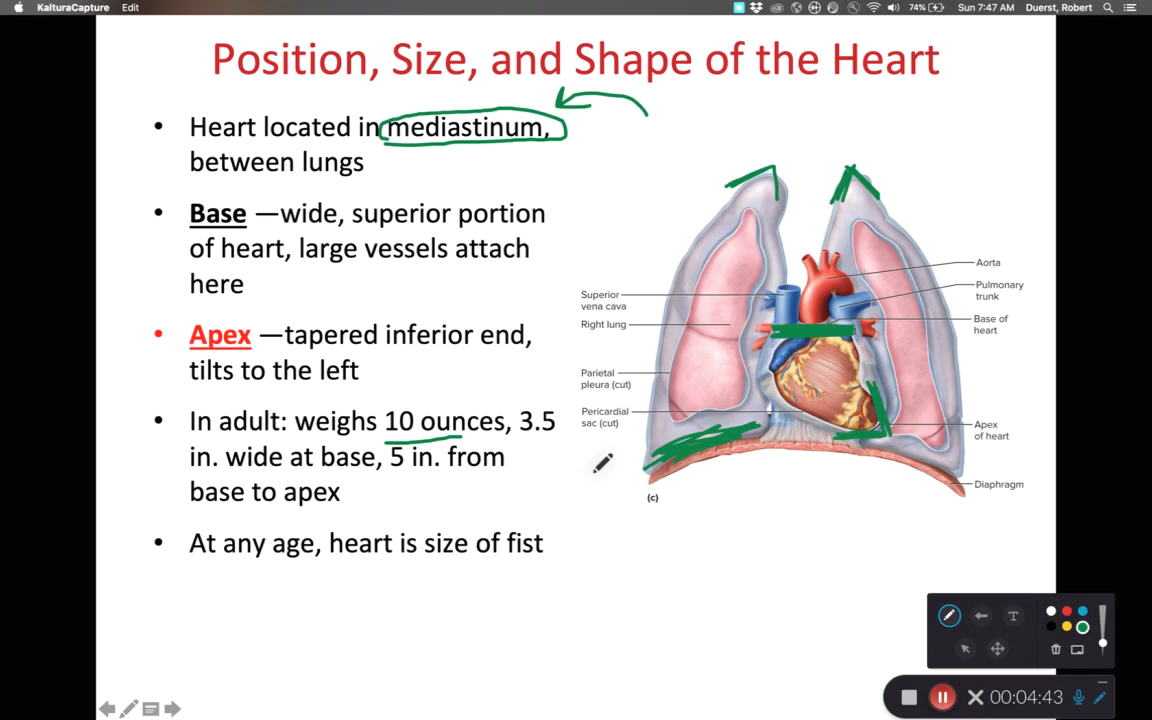 KalturaCapture Edit 74% Sun 7:47 AM Duerst, Robert
Position, Size, and Shape of the Heart
• Heart located in mediastinum,
between lungs
• Base —wide, superior portion
of heart, large vessels attach
here
• Apex —tapered inferior end,
tilts to the left
• In adult: weighs 10 ounces, 3.5
in. wide at base, 5 in. from
base to apex
• At any age, heart is size of fist
Superior
vena cava
Right lung
Parietal
pleura (cut)
Pericardial
sac (cut)
Aorta
Pulmonary
trunk
Base of
heart
Apex
of heart
Diaphragm
(c)
T
00:04:43